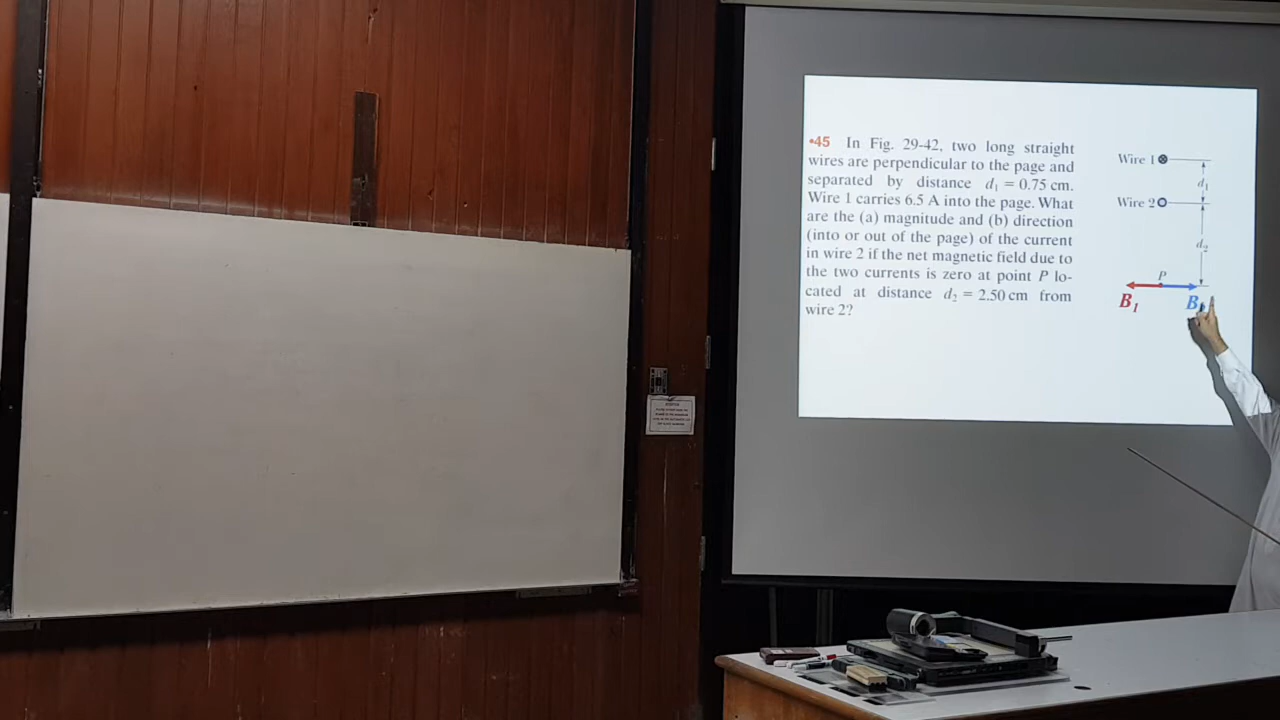 •45 In Fig. 29-42, two long straight
wires are perpendicular to the page and
separated by distance d₁ = 0.75 cm.
Wire 1 carries 6.5 A into the page. What
are the (a) magnitude and (b) direction
(into or out of the page) of the current
in wire 2 if the net magnetic field due to
the two currents is zero at point P lo-
cated at distance d₂ = 2.50 cm from
wire 2?
Wire 1
d₁
Wire 2
d₂
P
B₁
B